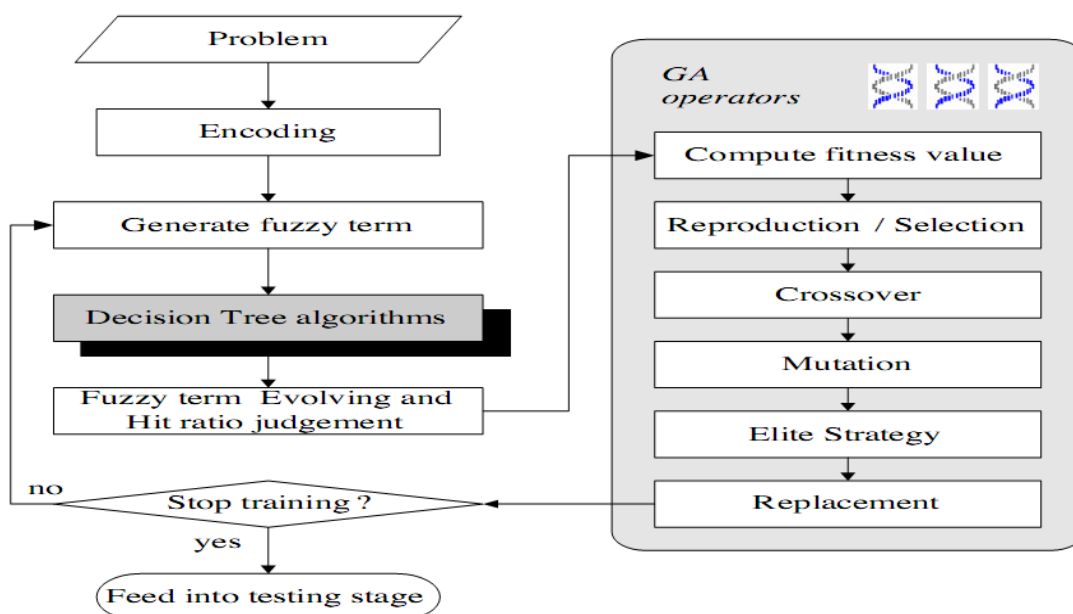 Problem
Encoding
Generate fuzzy term
Decision Tree algorithms
Fuzzy term Evolving and
Hit ratio judgement
no
Stop training ?
yes
Feed into testing stage
GA
operators
Compute fitness value
Reproduction / Selection
Crossover
Mutation
Elite Strategy
Replacement